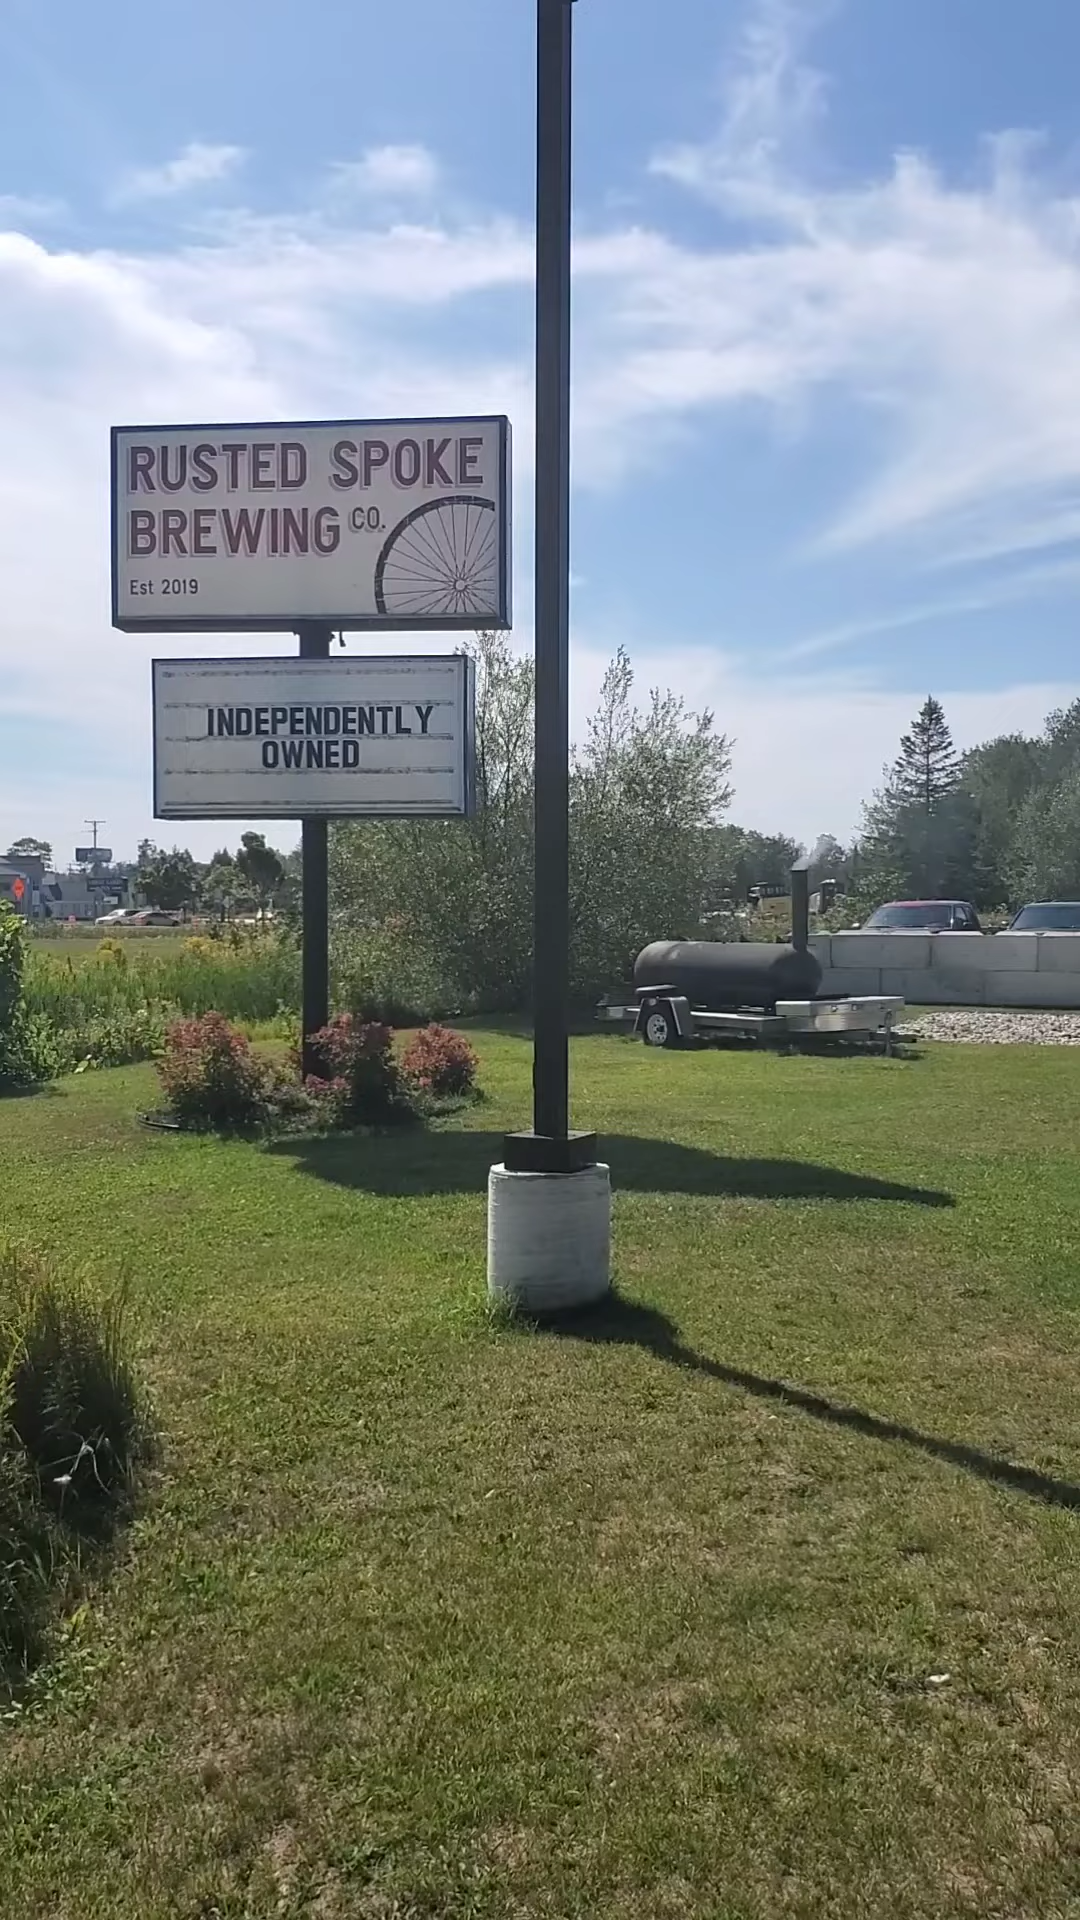 RUSTED SPOKE
BREWING CO.
Est 2019
INDEPENDENTLY
OWNED